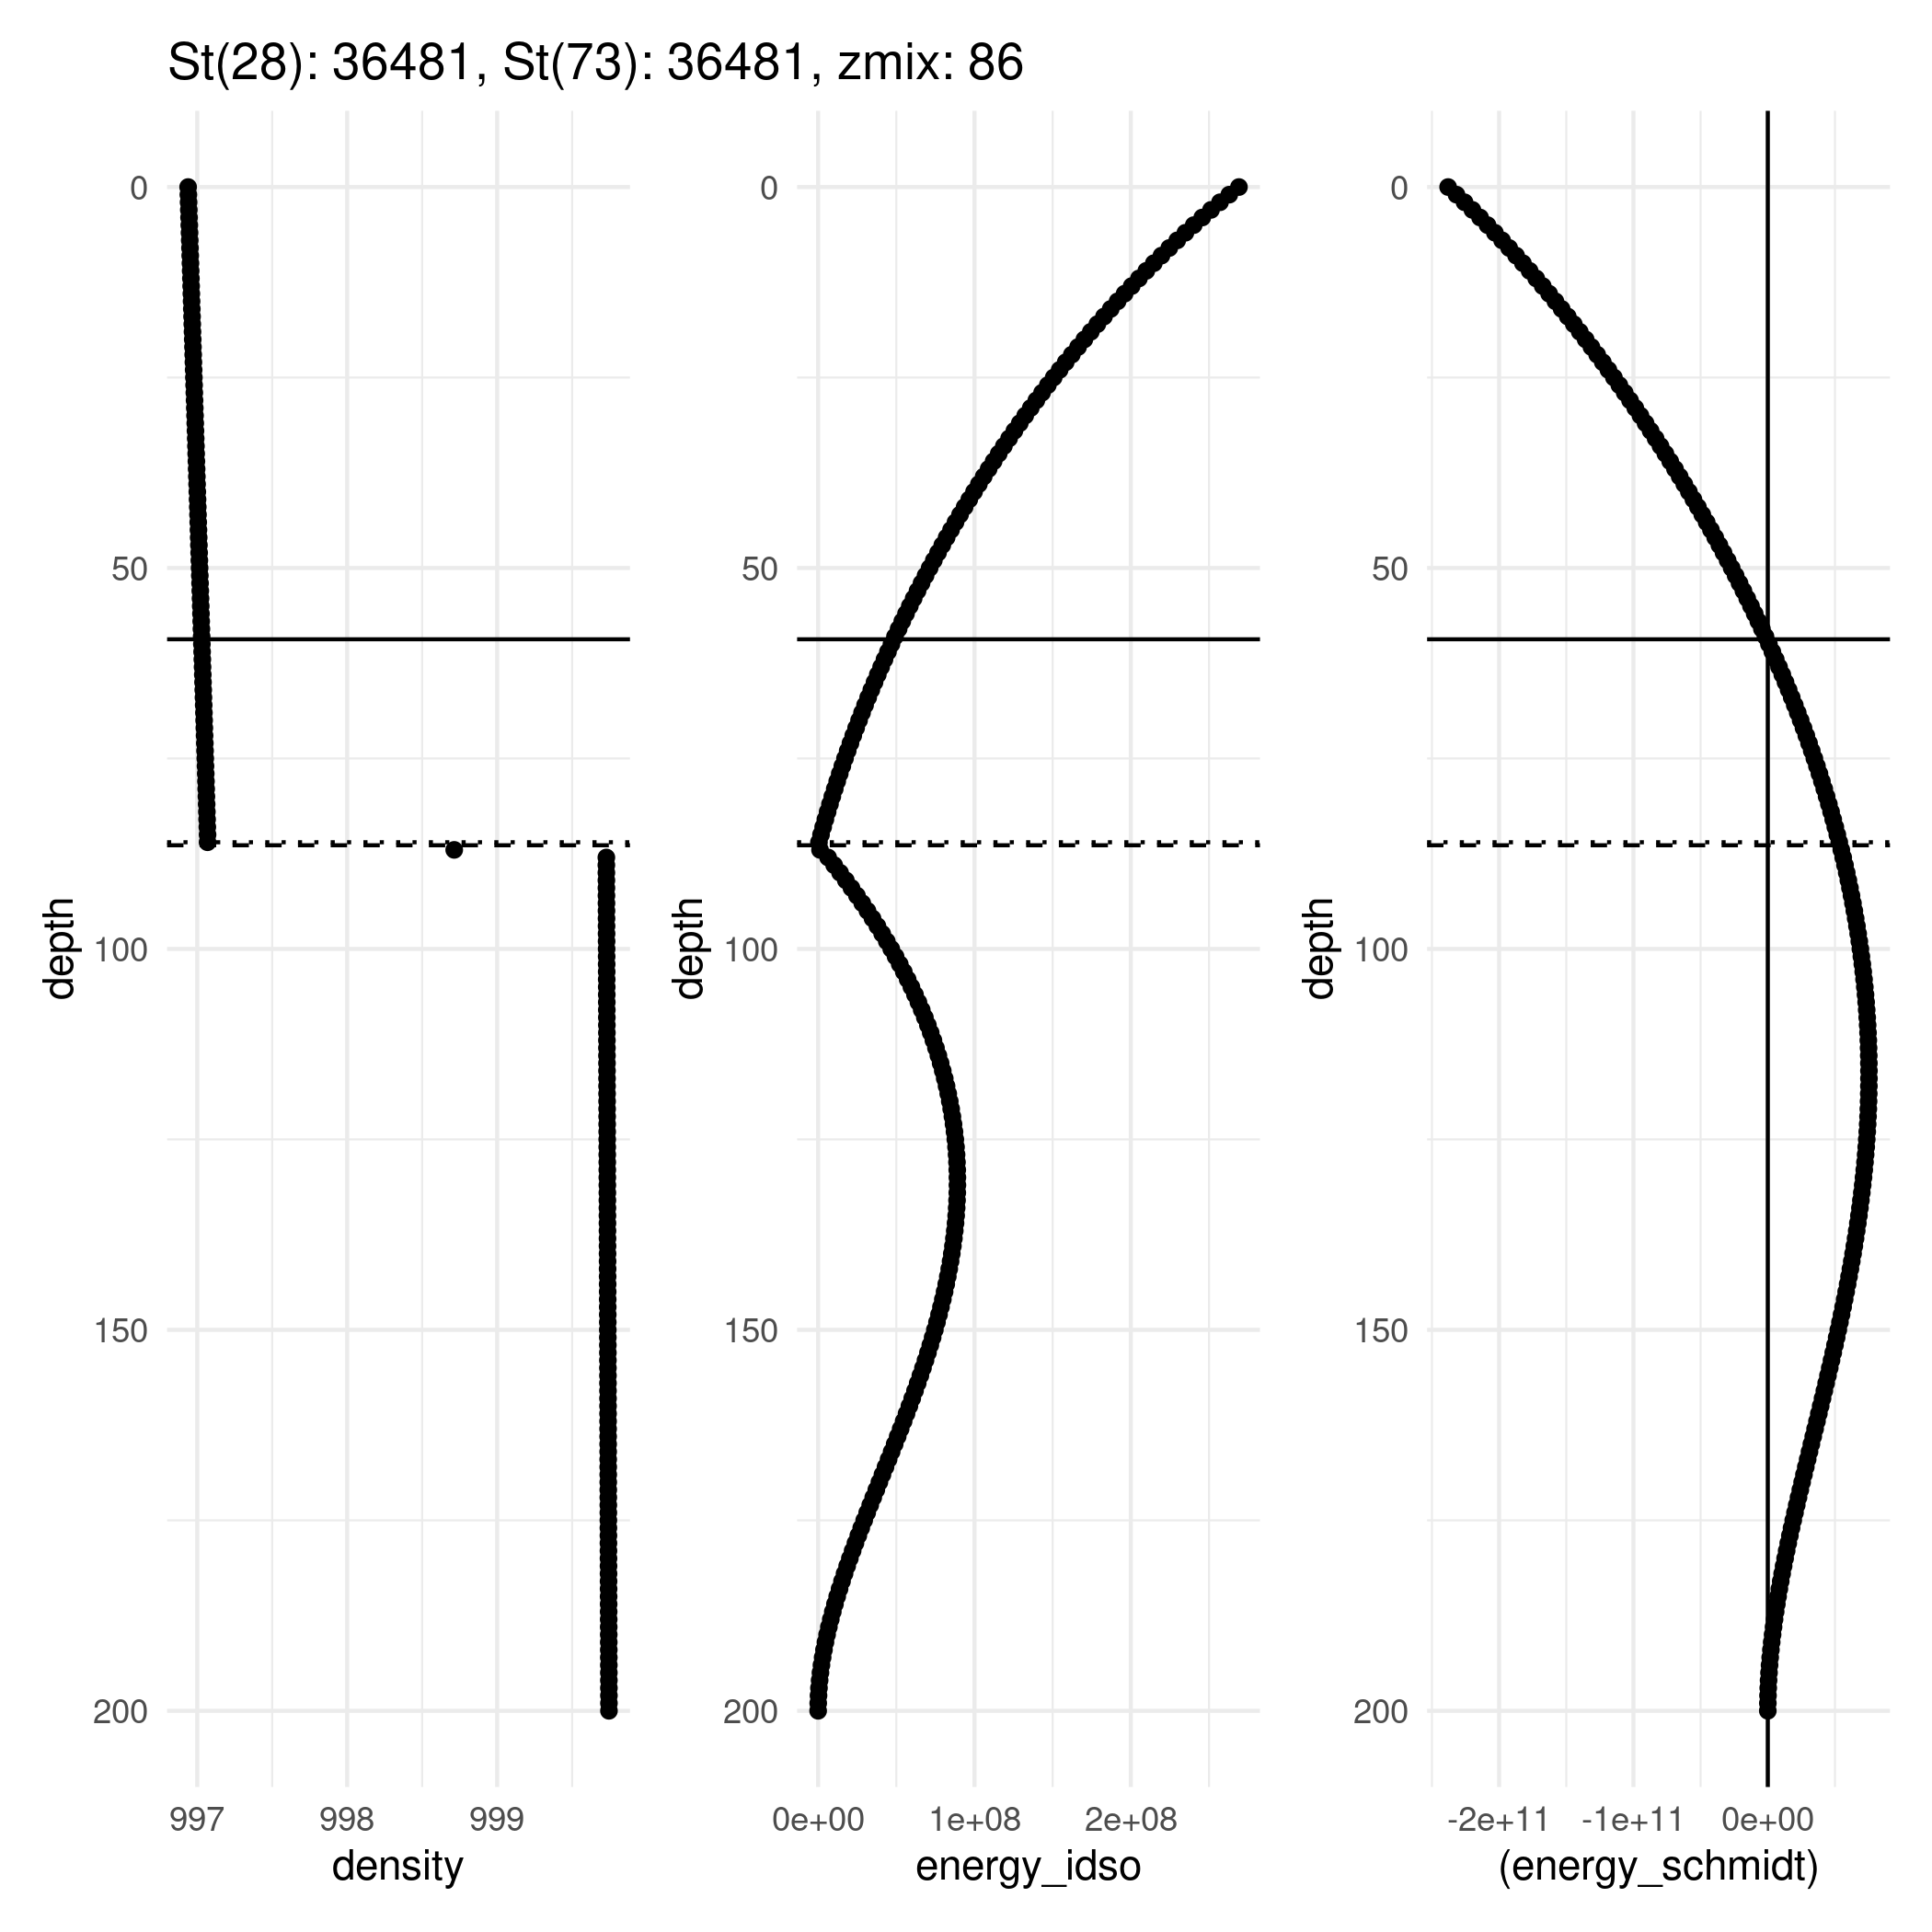 St(28): 36481, St(73): 36481, zmix: 86
0
50
100
150
200
depth
997
998
999
density
0
50
100
150
200
depth
0e+00
1e+08
2e+08
energy_idso
0
50
100
150
200
depth
-2e+11
-1e+11
0e+00
(energy_schmidt)